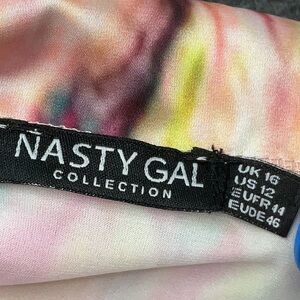 NASTY GAL
COLLECTION
UK 16
US 12
EUFR 44
EUDE 46